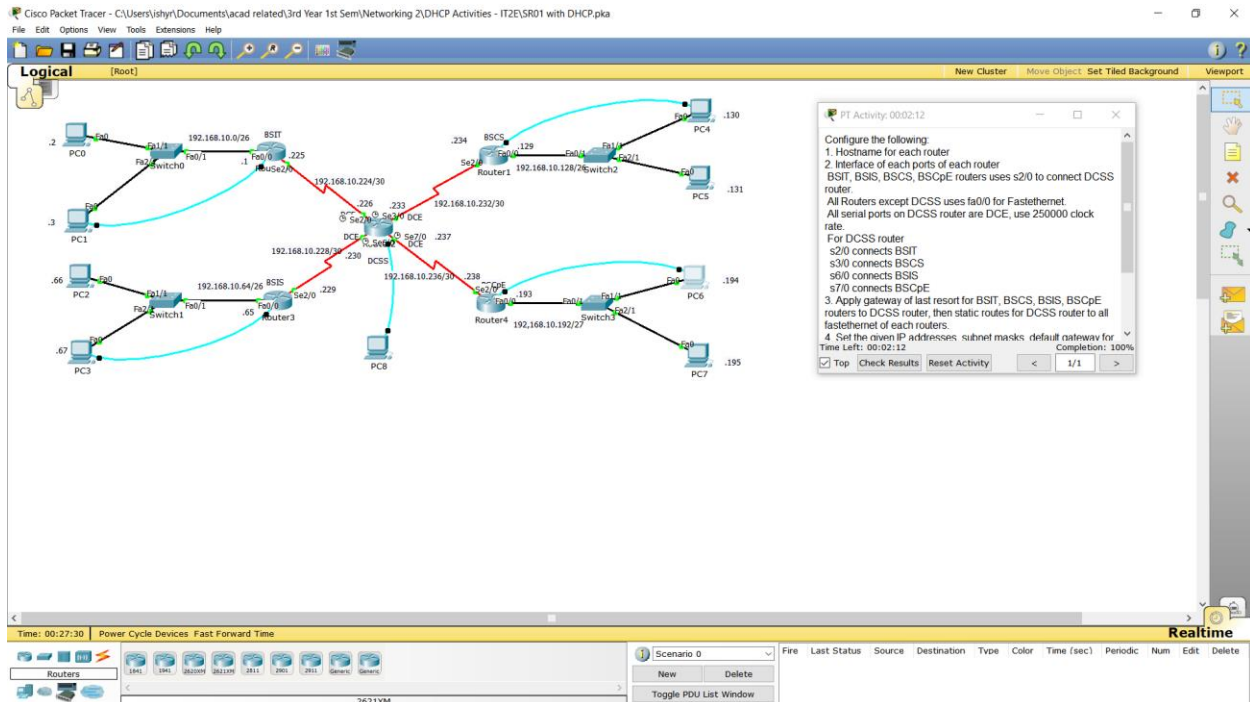 Cisco Packet Tracer - C:\Users\ishyr\Documents\acad related\3rd Year 1st Sem\Networking 2\DHCP Activities - IT2E\SR01 with DHCP.pka
File Edit Options View Tools Extensions Help
Logical [Root] New Cluster Move Object Set Tiled Background Viewport
.2
PC0
Fa0
Fa1/1
Fa2/
Switch0
Fa0/1
192.168.10.0/26
BSIT
.1 Fa0/0 .225
Se2/0
Fa0
.3
PC1
192.168.10.224/30
.66
PC2
Fa0
Fa1/1
Fa2/
Switch1
Fa0/1
192.168.10.64/26 BSIS
Fa0/0
.65
Router3
Se2/0 .229
192.168.10.228/30
.230
Fa0
.67
PC3
.226 .233
Se2/0 Se3/0 DCE
DCE
Se7/0 .237
DCE
DCSS
PC8
192.168.10.232/30
192.168.10.236/30 .238
.234 BSCS
.129
Se2/0 Fa0/0
Router1
192.168.10.128/26
Fa0/1
Fa1/1
Fa2/1
Switch2
Fa0
PC4
.130
Fa0
PC5
.131
Se2/0
Fa0/0
.193
Router4
192,168.10.192/27
Fa0/1
Fa1/1
Fa2/1
Switch3
Fa0
PC6
.194
Fa0
PC7
.195
PT Activity: 00:02:12
Configure the following:
1. Hostname for each router
2. Interface of each ports of each router
BSIT, BSIS, BSCS, BSCpE routers uses s2/0 to connect DCSS
router.
All Routers except DCSS uses fa0/0 for Fastethernet.
All serial ports on DCSS router are DCE, use 250000 clock
rate.
For DCSS router
s2/0 connects BSIT
s3/0 connects BSCS
s6/0 connects BSIS
s7/0 connects BSCpE
3. Apply gateway of last resort for BSIT, BSCS, BSIS, BSCpE
routers to DCSS router, then static routes for DCSS router to all
fastethernet of each routers.
4. Set the given IP addresses, subnet masks, default gateway for
Time Left: 00:02:12 Completion: 100%
Top Check Results Reset Activity < 1/1 >
Time: 00:27:30 Power Cycle Devices Fast Forward Time Realtime
Routers
1841 1941 2620XM 2621XM 2811 2901 2911 Generic Generic
2621XM
Scenario 0
New Delete
Toggle PDU List Window
Fire Last Status Source Destination Type Color Time (sec) Periodic Num Edit Delete